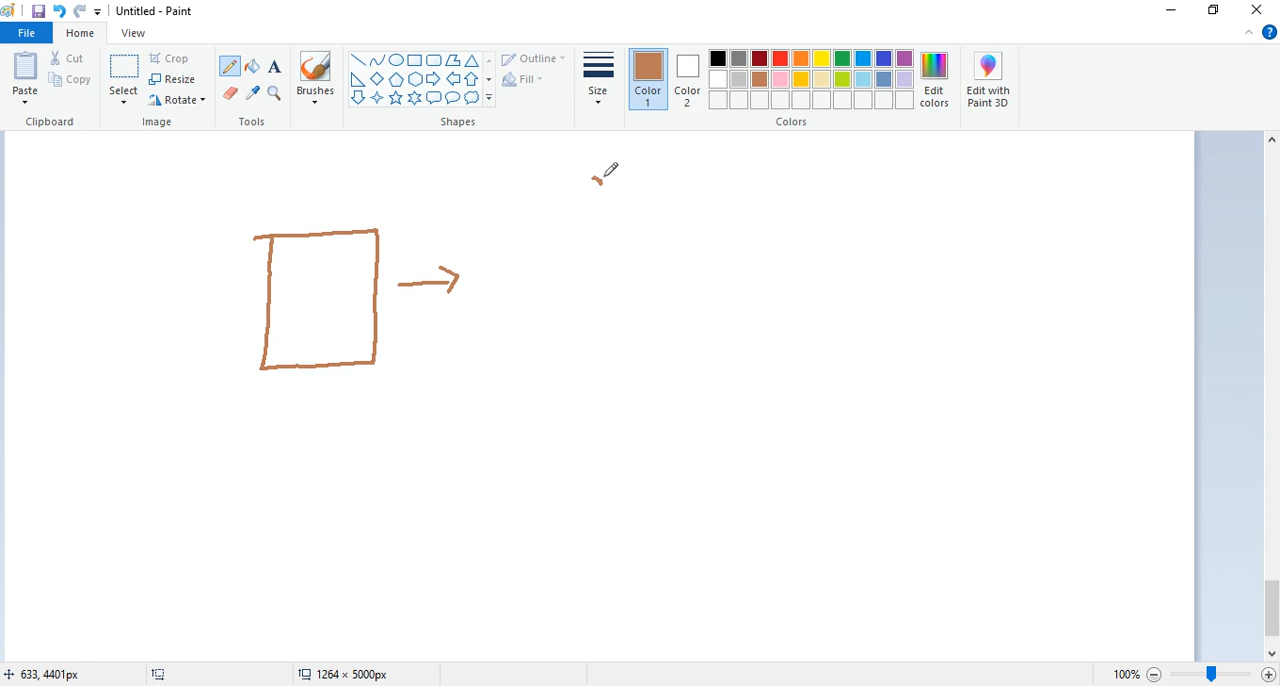 Untitled - Paint
File Home View
Paste Cut Copy
Select Crop Resize Rotate
A
Brushes
Outline Fill
Size
Color 1
Color 2
Edit colors
Edit with Paint 3D
Clipboard Image Tools Shapes Colors
633, 4401px 1264 × 5000px 100%